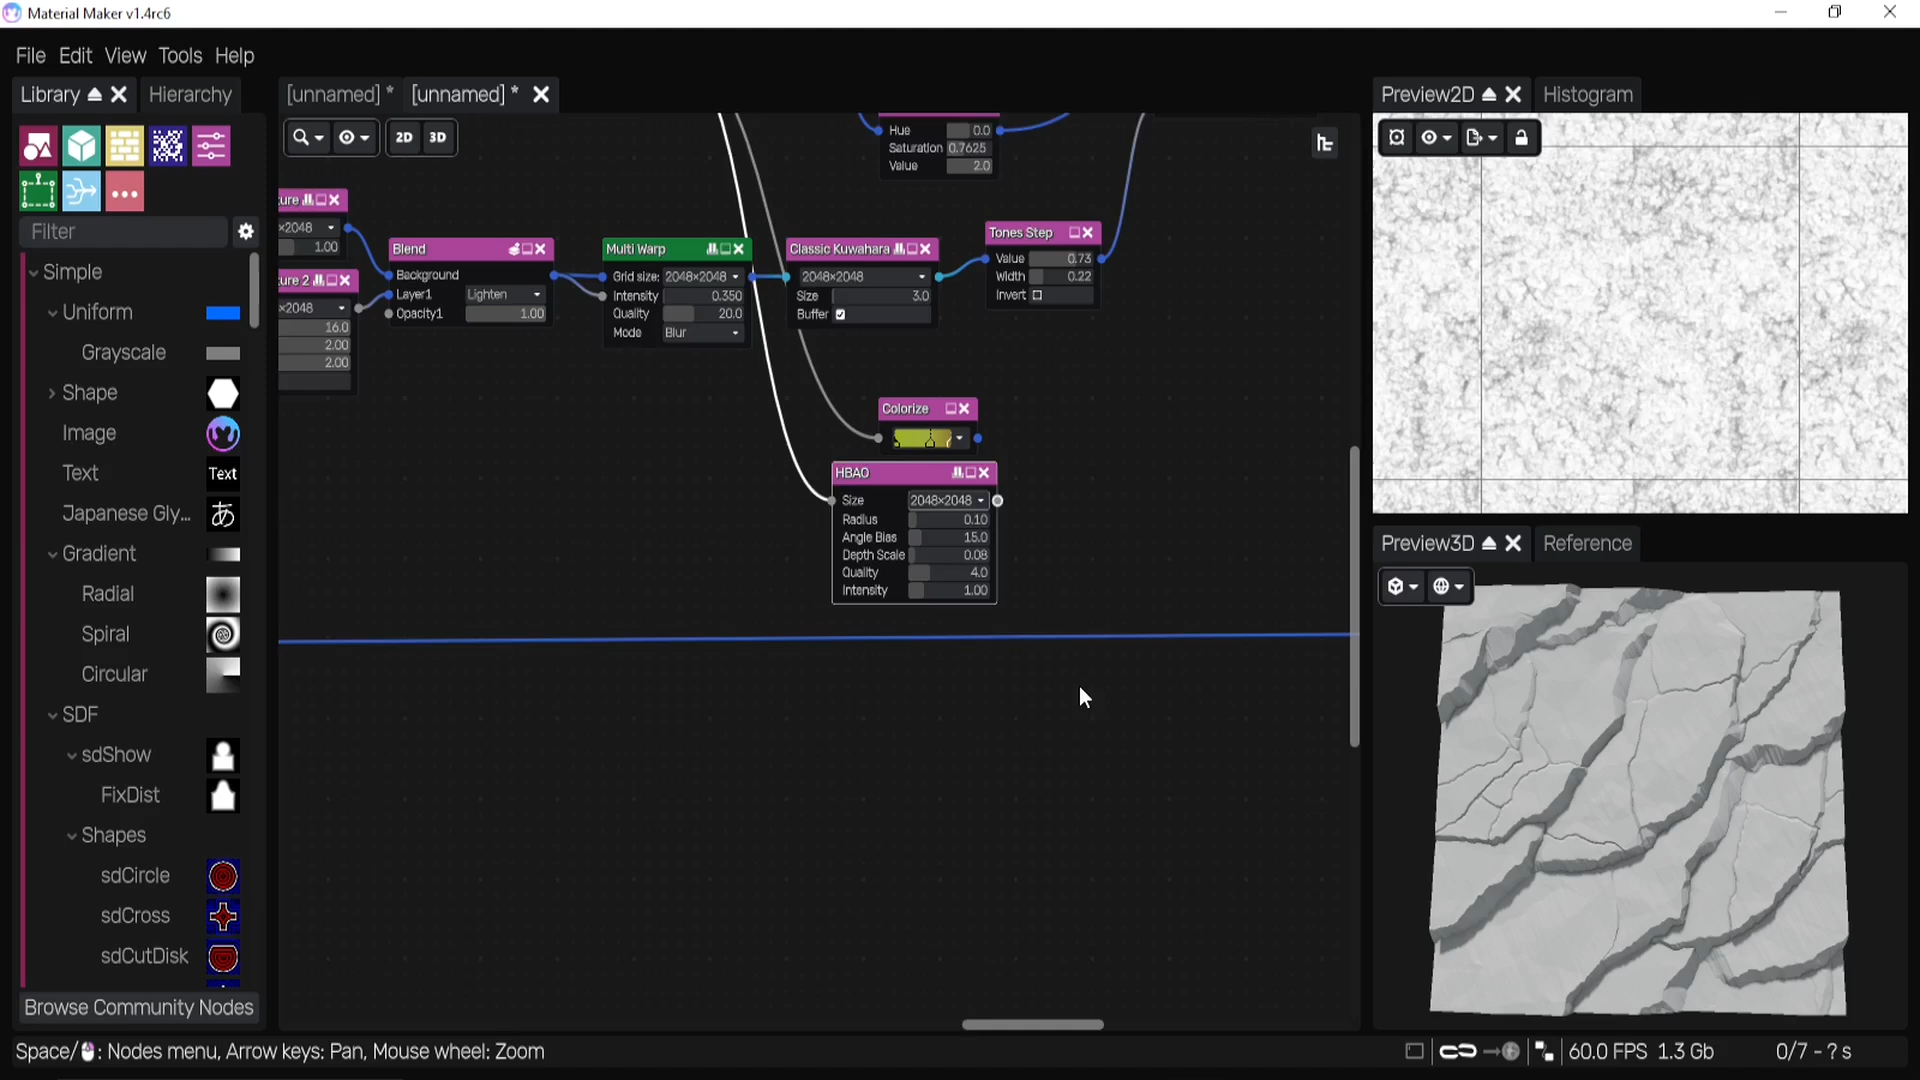 Material Maker v1.4rc6
File Edit View Tools Help
Library Hierarchy
[unnamed] * [unnamed] *
Preview2D Histogram
2D 3D
Filter
Simple
Uniform
Grayscale
Shape
Image
Text Text
Japanese Gly... あ
Gradient
Radial
Spiral
Circular
SDF
sdShow
FixDist
Shapes
sdCircle
sdCross
sdCutDisk
Browse Community Nodes
Hue 0.0
Saturation 0.7625
Value 2.0
ure
×2048
1.00
ure 2
×2048
16.0
2.00
2.00
Blend
Background
Layer1 Lighten
Opacity1 1.00
Multi Warp
Grid size: 2048×2048
Intensity 0.350
Quality 20.0
Mode Blur
Classic Kuwahara
2048×2048
Size 3.0
Buffer
Tones Step
Value 0.73
Width 0.22
Invert
Colorize
HBAO
Size 2048×2048
Radius 0.10
Angle Bias 15.0
Depth Scale 0.08
Quality 4.0
Intensity 1.00
Preview3D Reference
Space/ : Nodes menu, Arrow keys: Pan, Mouse wheel: Zoom
60.0 FPS 1.3 Gb 0/7 - ? s